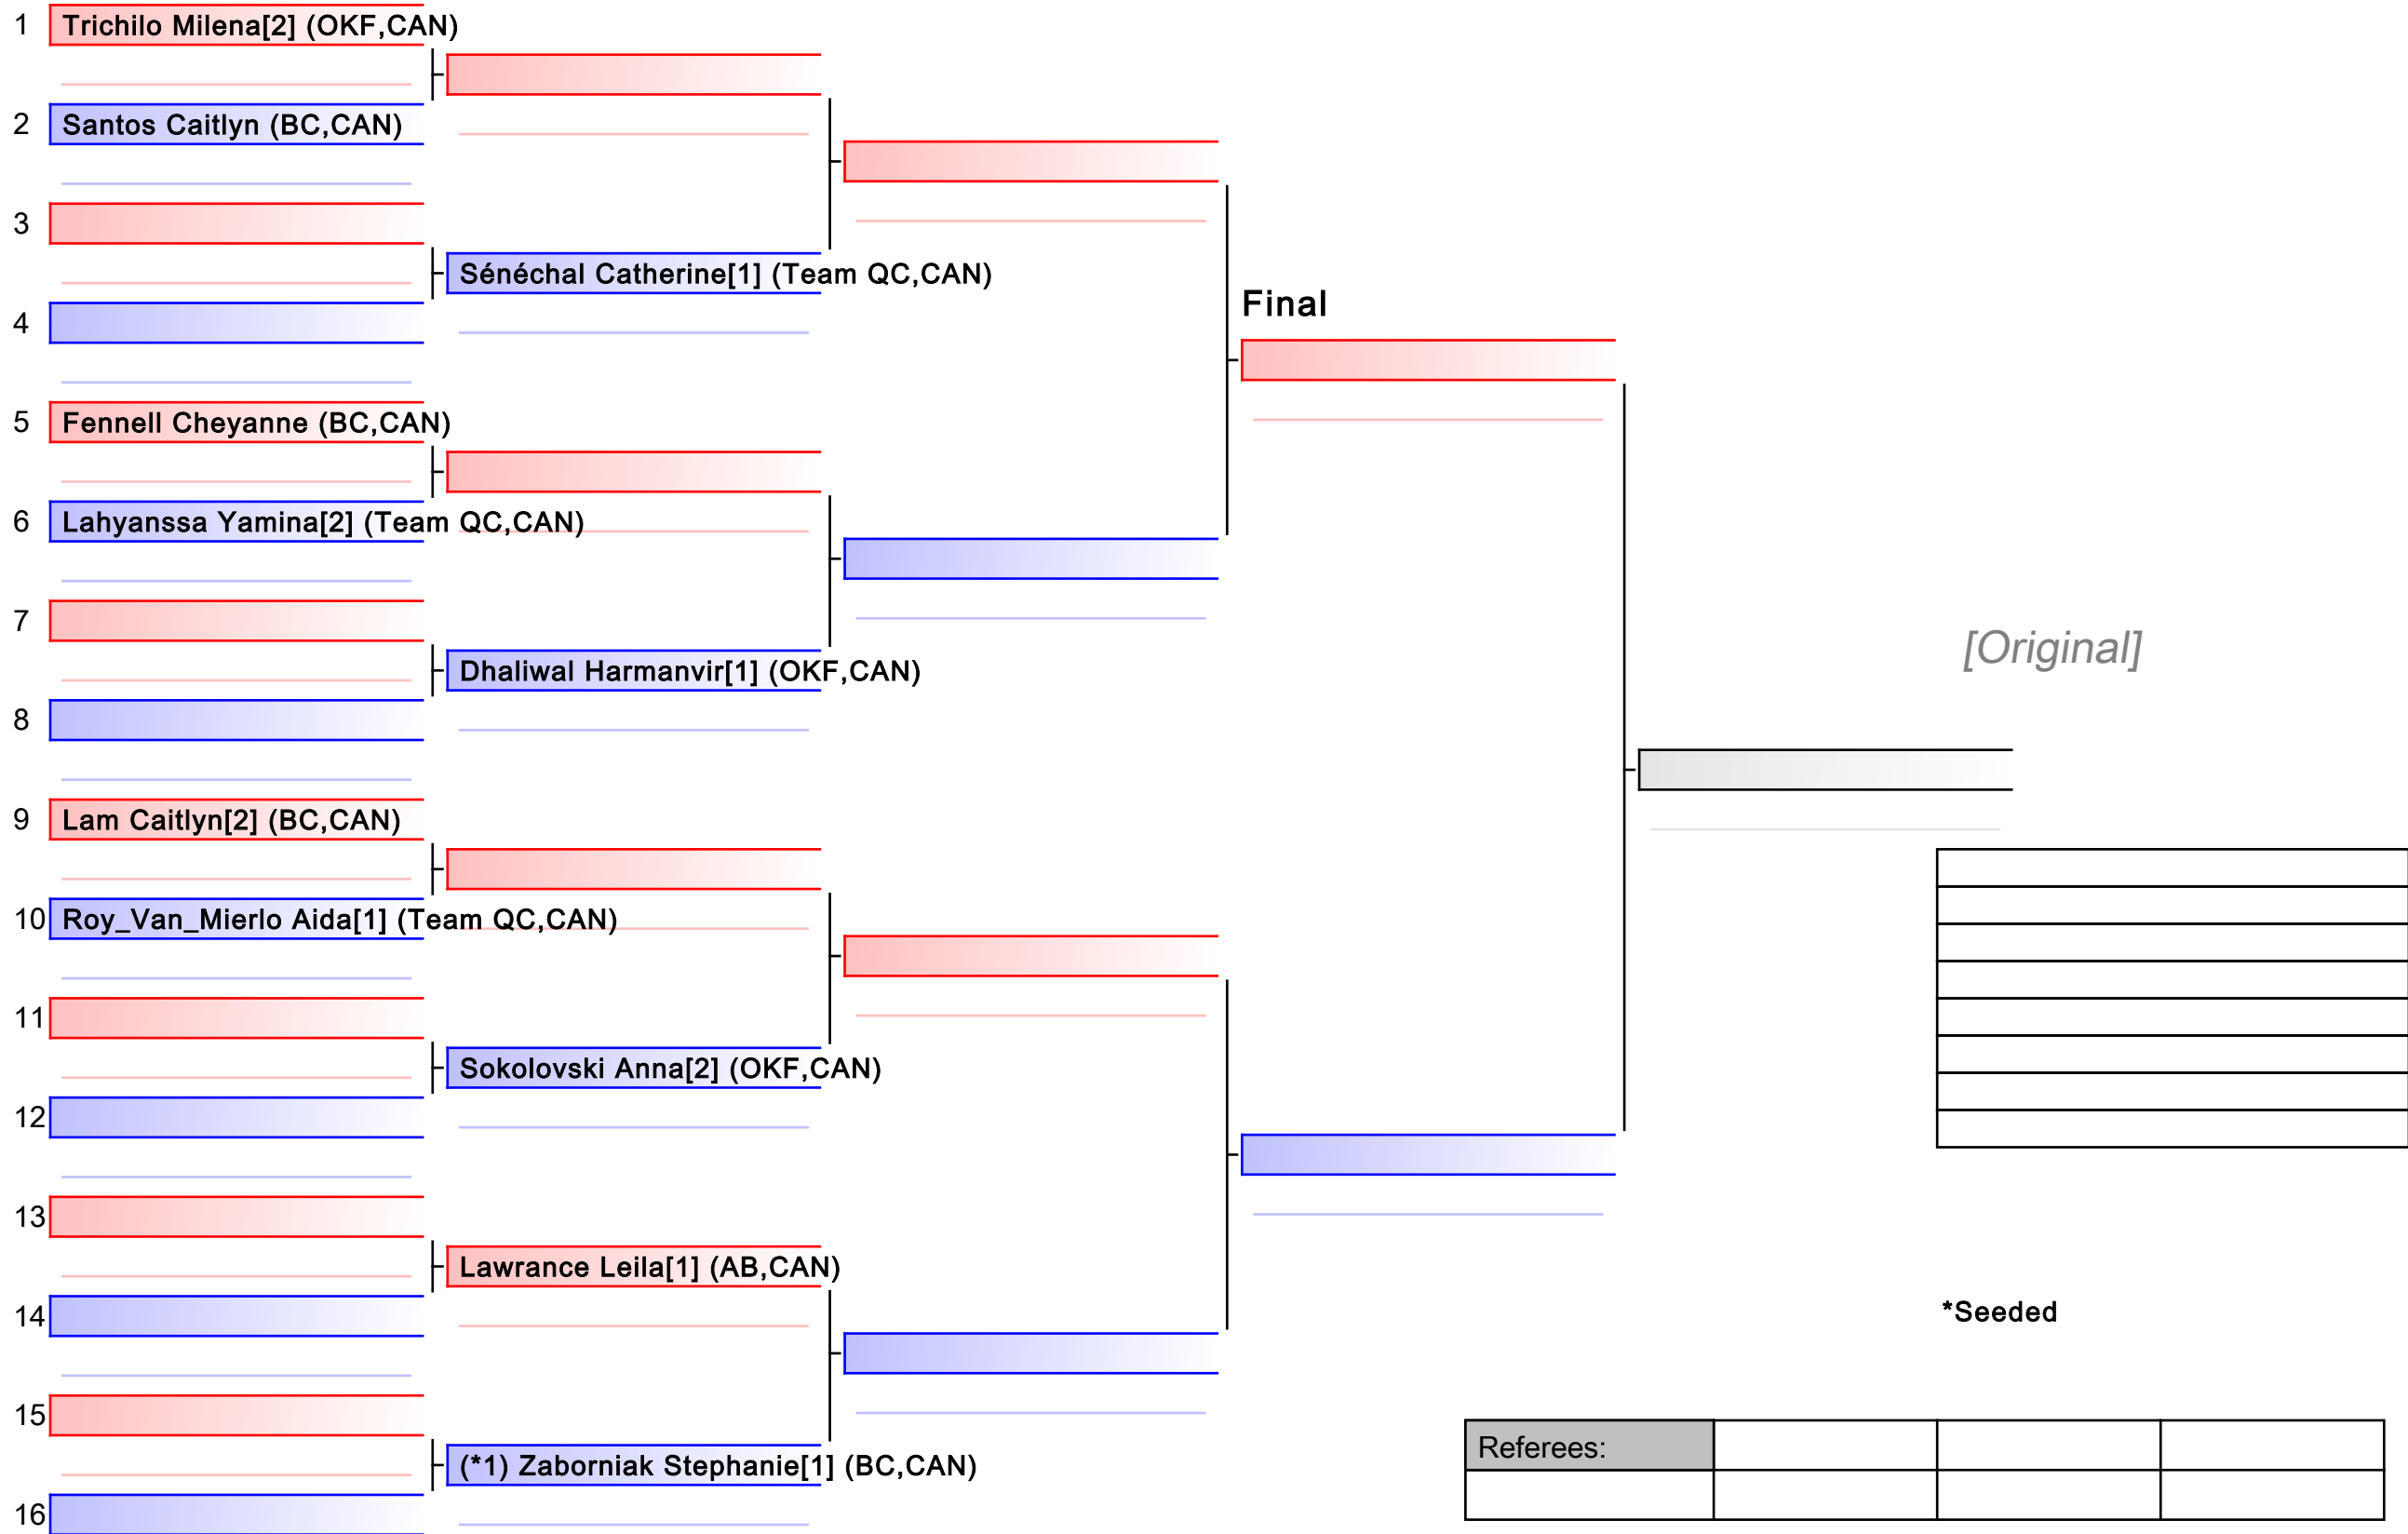 1 Trichilo Milena[2] (OKF,CAN)
2 Santos Caitlyn (BC,CAN)
3
Sénéchal Catherine[1] (Team QC,CAN)
4
Final
5 Fennell Cheyanne (BC,CAN)
6 Lahyanssa Yamina[2] (Team QC,CAN)
7
[Original]
Dhaliwal Harmanvir[1] (OKF,CAN)
8
9 Lam Caitlyn[2] (BC,CAN)
10 Roy_Van_Mierlo Aida[1] (Team QC,CAN)
11
Sokolovski Anna[2] (OKF,CAN)
12
13
Lawrance Leila[1] (AB,CAN)
14
*Seeded
15
Referees:
(*1) Zaborniak Stephanie[1] (BC,CAN)
16